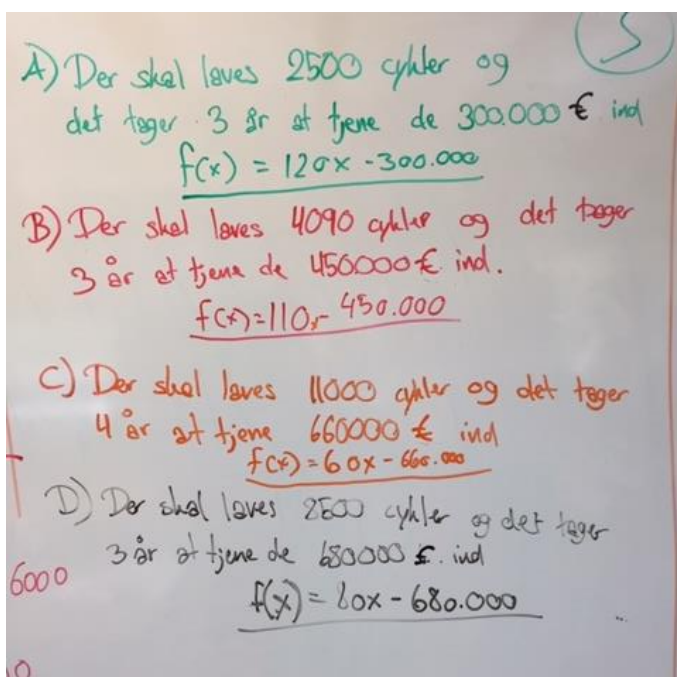 5
A) Der skal laves 2500 cykler og
det tager 3 år at tjene de 300.000 € ind
f(x) = 120x - 300.000
B) Der skal laves 4090 cykler og det tager
3 år at tjene de 450000 € ind.
f(x) = 110,- 450.000
C) Der skal laves 11000 cykler og det tager
4 år at tjene 660000 € ind
f(x) = 60x - 660.000
D) Der skal laves 8500 cykler og det tager
3 år at tjene de 680000 €. ind
6000
f(x) = 80x - 680.000